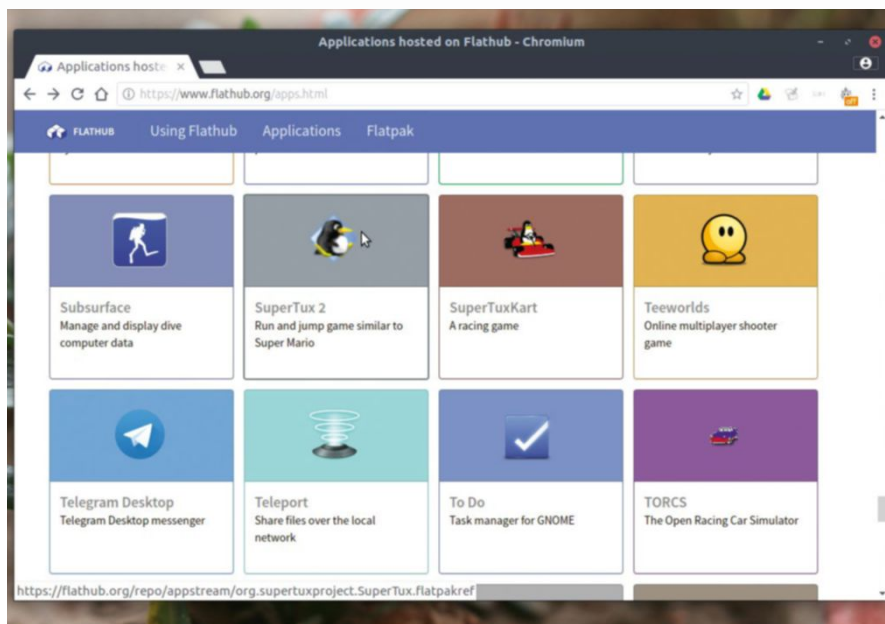 Applications hosted on Flathub - Chromium
Applications hoste
https://www.flathub.org/apps.html
FLATHUB
Using Flathub
Applications
Flatpak
Subsurface
Manage and display dive
computer data
SuperTux 2
Run and jump game similar to
Super Mario
SuperTuxKart
A racing game
Teeworlds
Online multiplayer shooter
game
Telegram Desktop
Telegram Desktop messenger
Teleport
Share files over the local
network
To Do
Task manager for GNOME
TORCS
The Open Racing Car Simulator
https://flathub.org/repo/appstream/org.supertuxproject.SuperTux.flatpakref